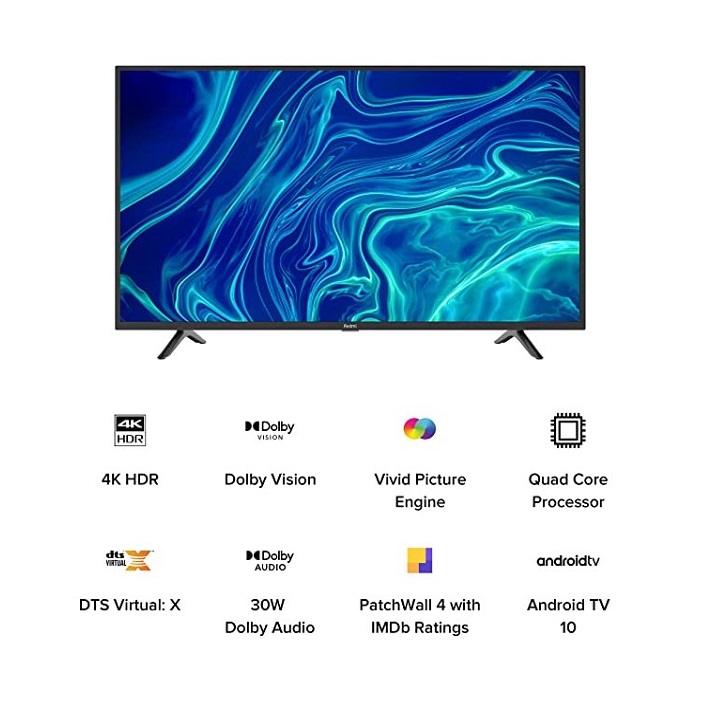 Redmi
4K
HDR
Dolby
VISION
4K HDR
Dolby Vision
Vivid Picture
Engine
Quad Core
Processor
dts
VIRTUAL X
Dolby
AUDIO
androidtv
DTS Virtual: X
30W
Dolby Audio
PatchWall 4 with
IMDb Ratings
Android TV
10